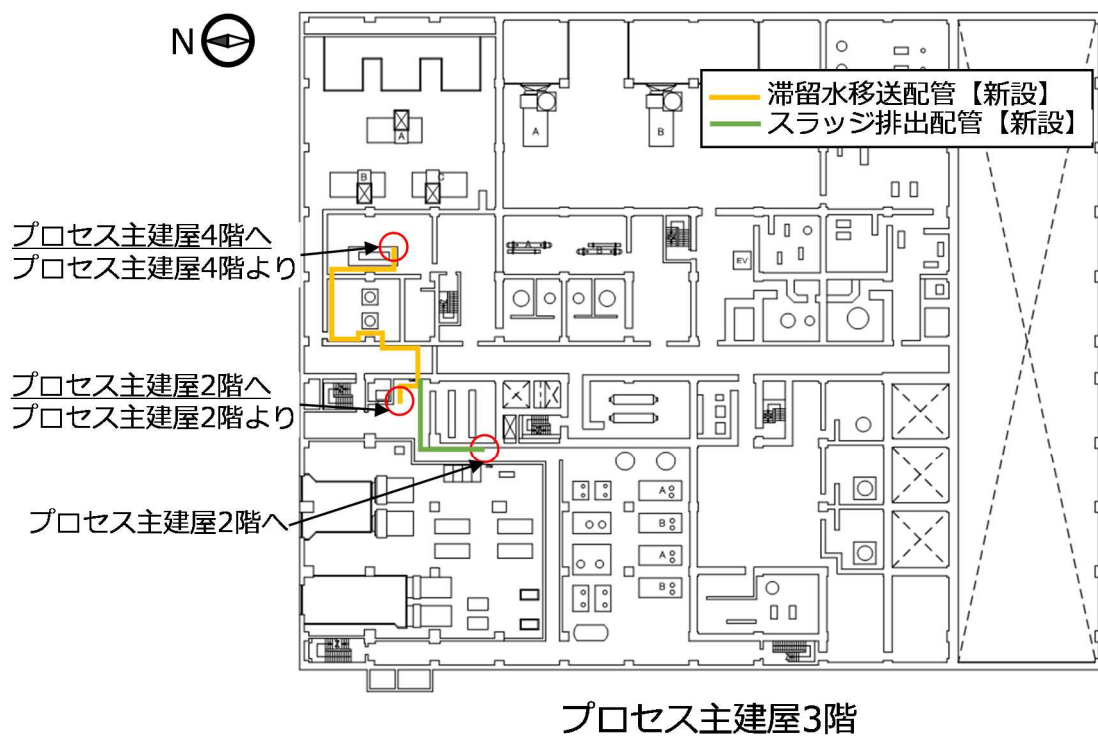 N
滞留水移送配管【新設】
スラッジ排出配管【新設】
A
B
A
B
C
プロセス主建屋4階へ
プロセス主建屋4階より
A
B
EV
プロセス主建屋2階へ
プロセス主建屋2階より
プロセス主建屋2階へ
A
B
A
B
プロセス主建屋3階